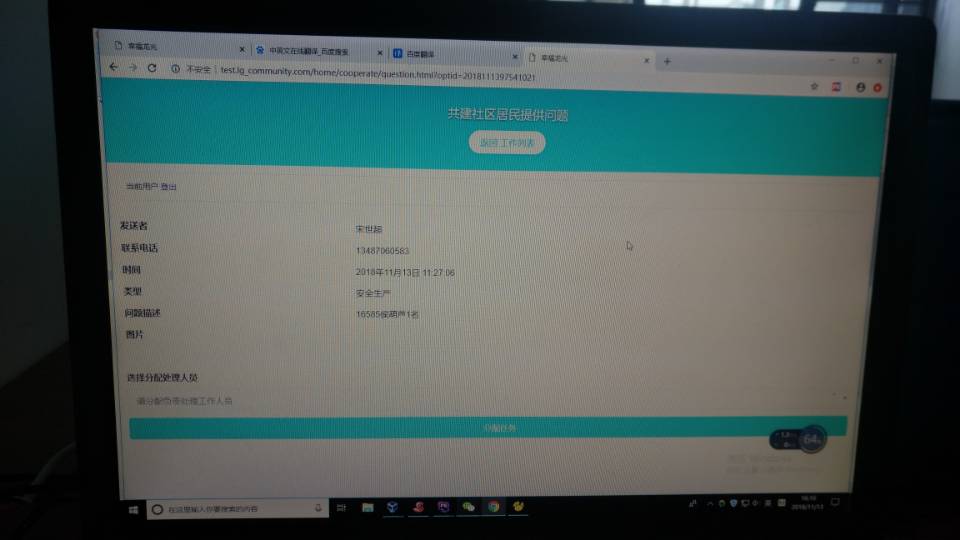 幸福龙光
中英文在线翻译_百度搜索
百度翻译
幸福龙光
不安全 test.lg_community.com/home/cooperate/question.html?optid=2018111397541021
共建社区居民提供问题
返回 工作列表
当前用户 登出
发送者 宋世超
联系电话 13487060583
时间 2018年11月13日 11:27:06
类型 安全生产
问题描述 16585侯葫芦1名
图片
选择分配处理人员
请分配负责处理工作人员
分配任务
64
在这里输入你要搜索的内容
英
2018/11/13